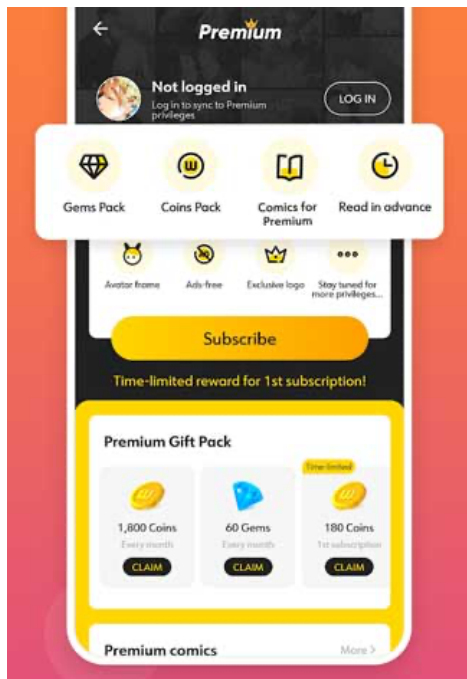 Premium
Not logged in
Log in to sync to Premium
privileges
LOG IN
Gems Pack
Coins Pack
Comics for
Premium
Read in advance
Avatar frame
Ads-free
Exclusive logo
Stay tuned for
more privileges...
Subscribe
Time-limited reward for 1st subscription!
Premium Gift Pack
Time-limited
1,800 Coins
60 Gems
180 Coins
Every month
Every month
1st subscription
CLAIM
CLAIM
CLAIM
Premium comics
More >